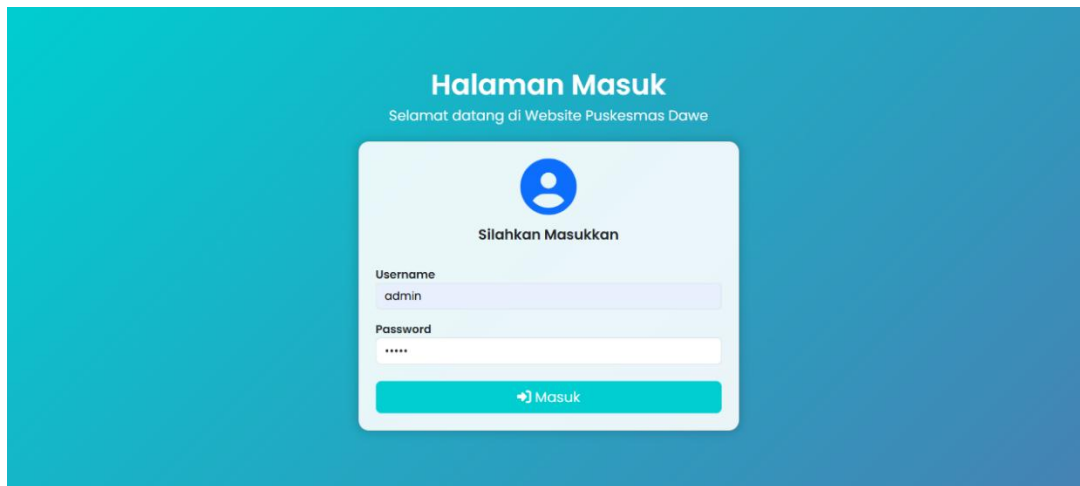 Halaman Masuk
Selamat datang di Website Puskesmas Dawe
Silahkan Masukkan
Username
admin
Password
•••••
Masuk